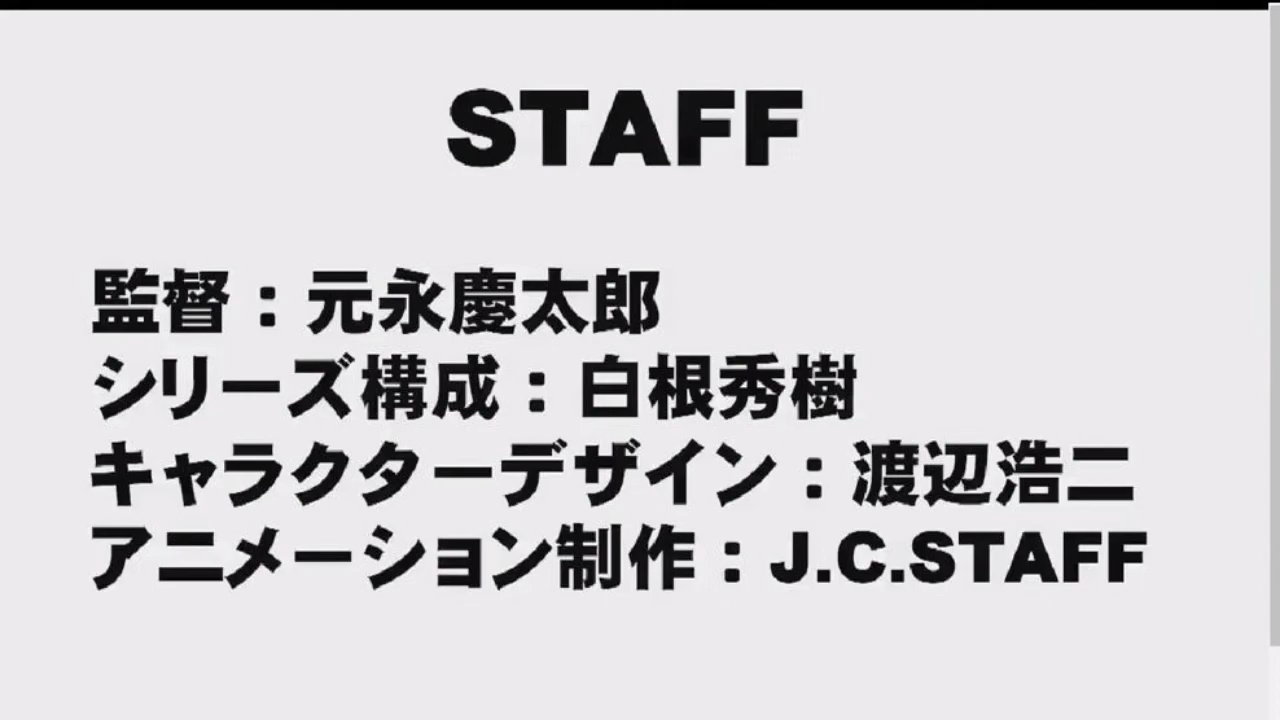 STAFF
監督：元永慶太郎
シリーズ構成：白根秀樹
キャラクターデザイン：渡辺浩二
アニメーション制作：J.C.STAFF